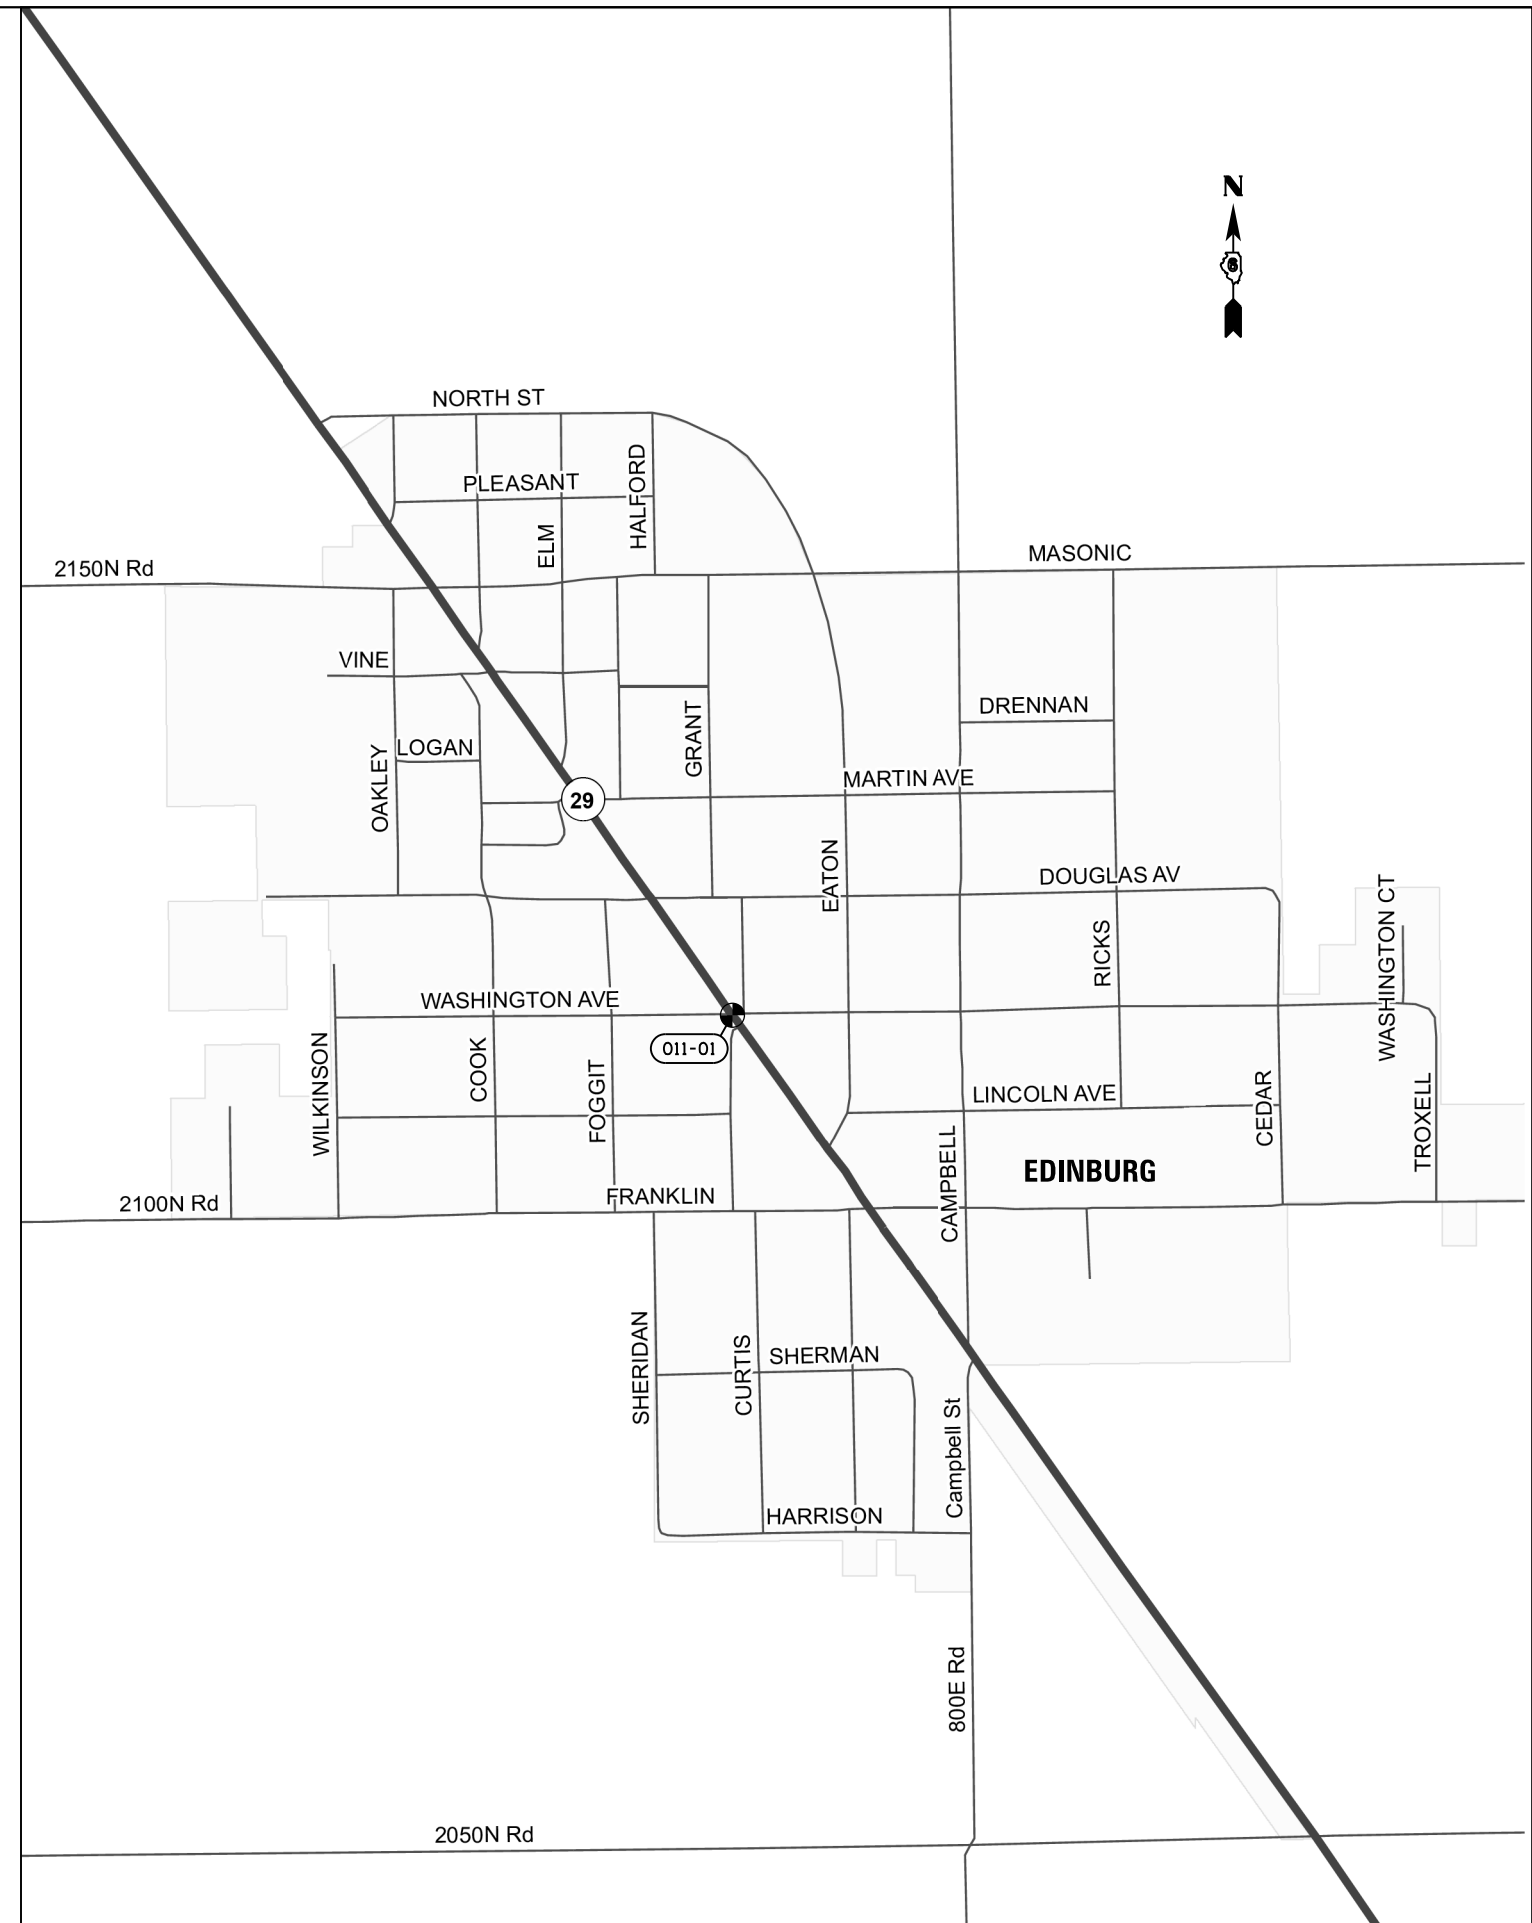 N
6
NORTH ST
PLEASANT
HALFORD
ELM
MASONIC
2150N Rd
VINE
DRENNAN
GRANT
LOGAN
OAKLEY
MARTIN AVE
29
EATON
DOUGLAS AV
WASHINGTON CT
RICKS
WASHINGTON AVE
011-01
WILKINSON
COOK
FOGGIT
LINCOLN AVE
CEDAR
TROXELL
CAMPBELL
EDINBURG
FRANKLIN
2100N Rd
SHERIDAN
CURTIS
SHERMAN
Campbell St
HARRISON
800E Rd
2050N Rd